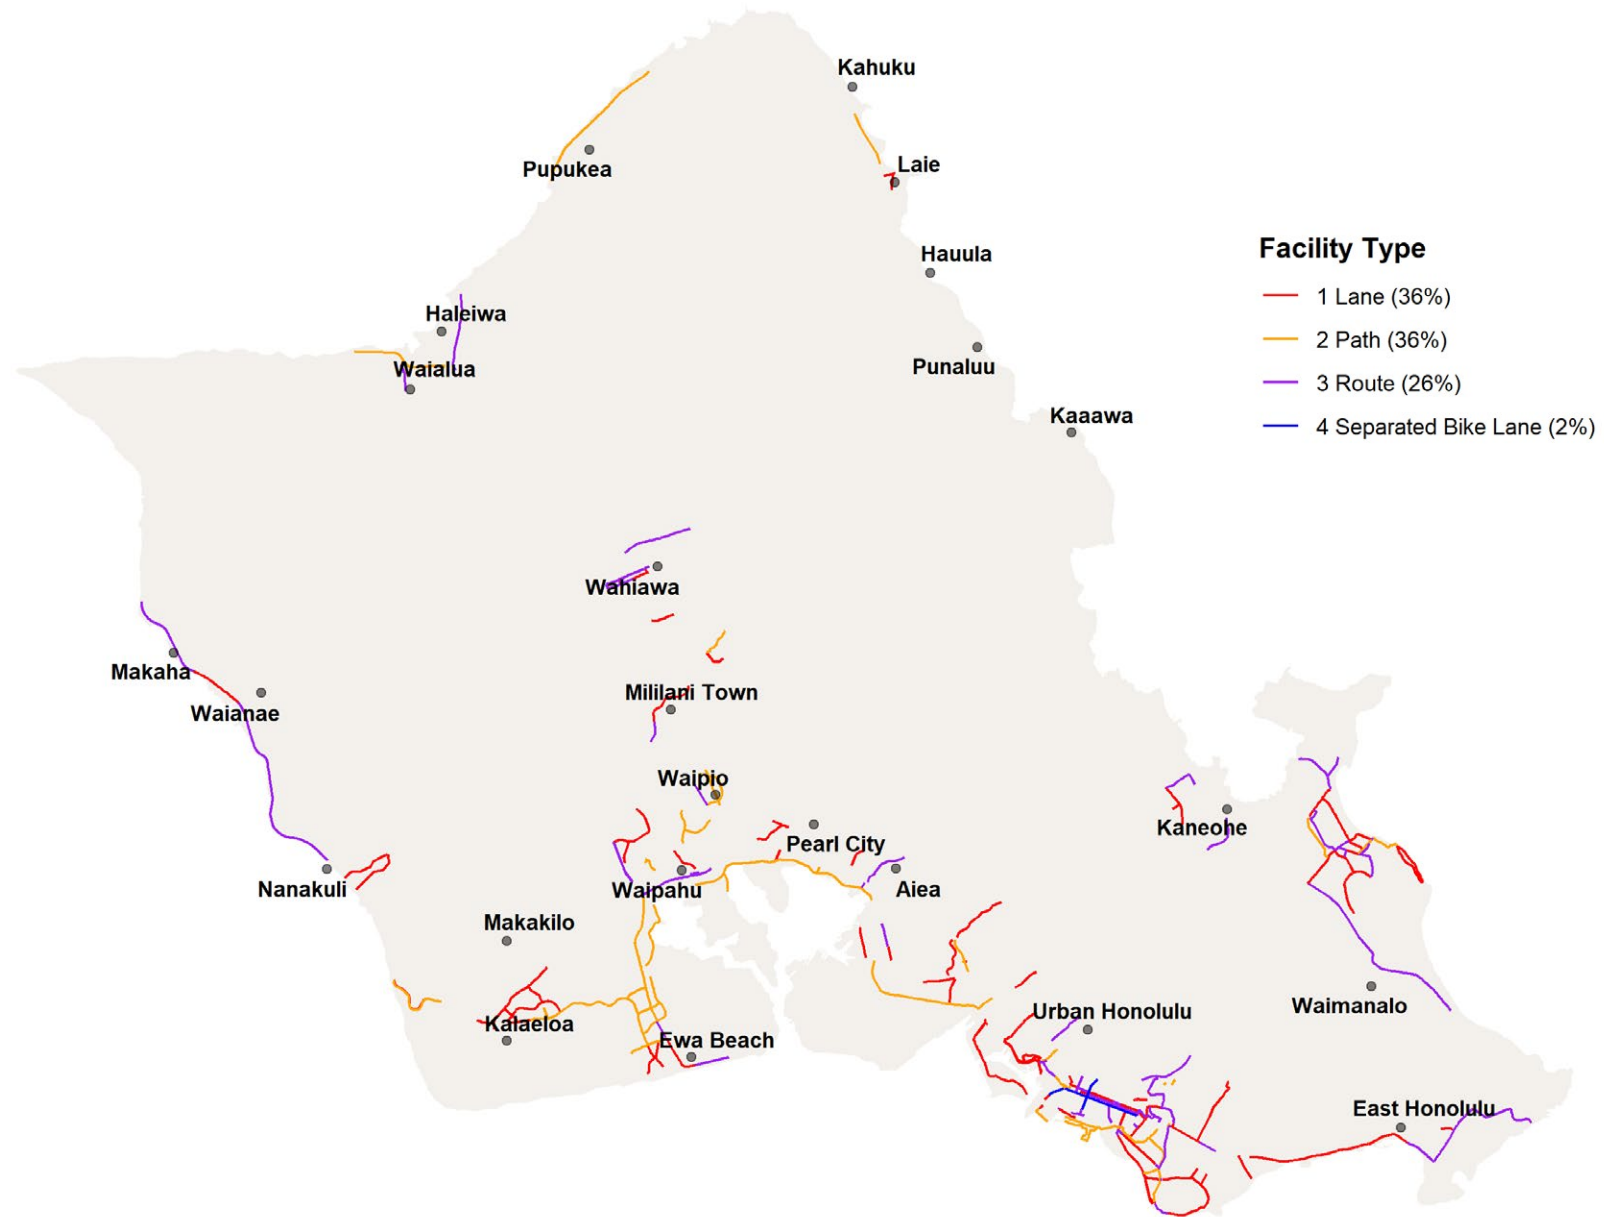 Kahuku
Laie
Pupukea
Hauula
Facility Type
1 Lane (36%)
2 Path (36%)
3 Route (26%)
4 Separated Bike Lane (2%)
Haleiwa
Waialua
Punaluu
Kaaawa
Wahiawa
Makaha
Waianae
Mililani Town
Waipio
Pearl City
Kaneohe
Nanakuli
Waipahu
Aiea
Makakilo
Kalaeloa
Ewa Beach
Urban Honolulu
Waimanalo
East Honolulu